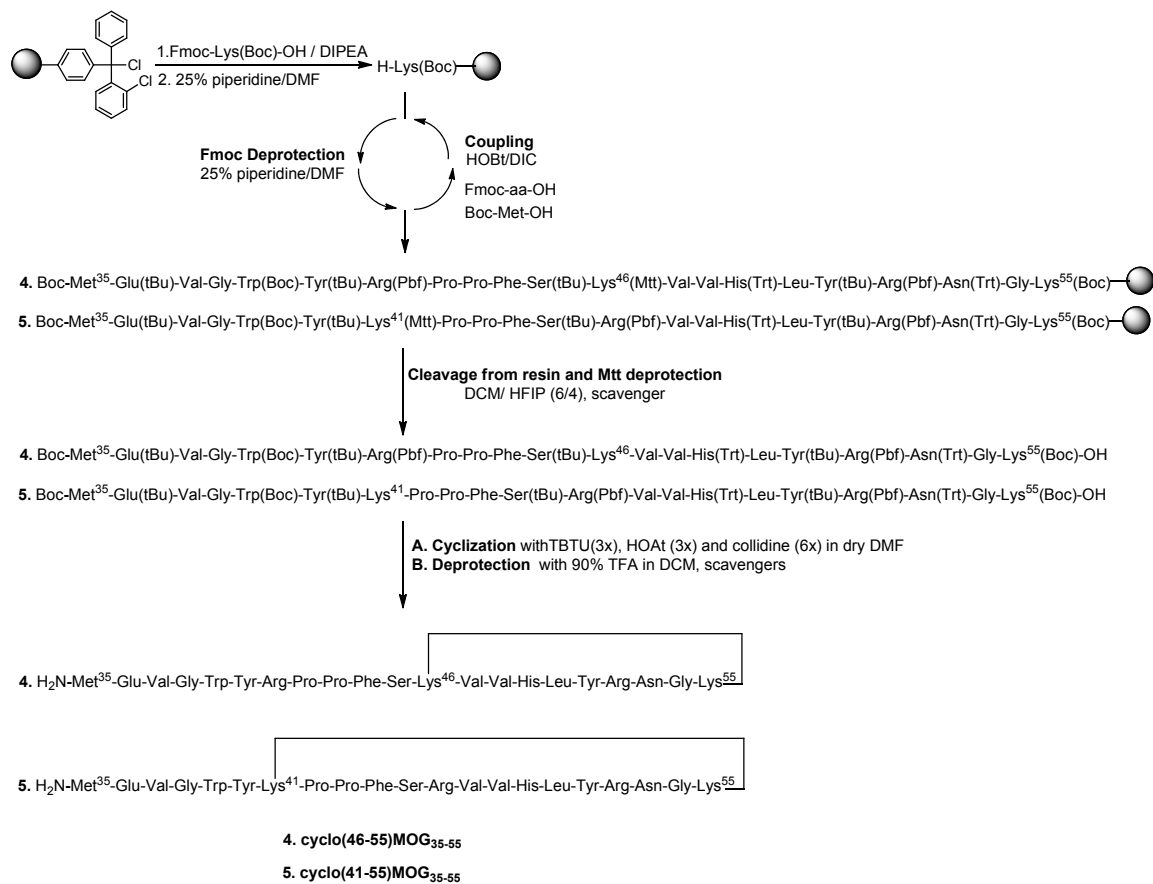 Cl
Cl
1.Fmoc-Lys(Boc)-OH / DIPEA
2. 25% piperidine/DMF
H-Lys(Boc)
Fmoc Deprotection
25% piperidine/DMF
Coupling
HOBt/DIC
Fmoc-aa-OH
Boc-Met-OH
4. Boc-Met35-Glu(tBu)-Val-Gly-Trp(Boc)-Tyr(tBu)-Arg(Pbf)-Pro-Pro-Phe-Ser(tBu)-Lys46(Mtt)-Val-Val-His(Trt)-Leu-Tyr(tBu)-Arg(Pbf)-Asn(Trt)-Gly-Lys55(Boc)
5. Boc-Met35-Glu(tBu)-Val-Gly-Trp(Boc)-Tyr(tBu)-Lys41(Mtt)-Pro-Pro-Phe-Ser(tBu)-Arg(Pbf)-Val-Val-His(Trt)-Leu-Tyr(tBu)-Arg(Pbf)-Asn(Trt)-Gly-Lys55(Boc)
Cleavage from resin and Mtt deprotection
DCM/ HFIP (6/4), scavenger
4. Boc-Met35-Glu(tBu)-Val-Gly-Trp(Boc)-Tyr(tBu)-Arg(Pbf)-Pro-Pro-Phe-Ser(tBu)-Lys46-Val-Val-His(Trt)-Leu-Tyr(tBu)-Arg(Pbf)-Asn(Trt)-Gly-Lys55(Boc)-OH
5. Boc-Met35-Glu(tBu)-Val-Gly-Trp(Boc)-Tyr(tBu)-Lys41-Pro-Pro-Phe-Ser(tBu)-Arg(Pbf)-Val-Val-His(Trt)-Leu-Tyr(tBu)-Arg(Pbf)-Asn(Trt)-Gly-Lys55(Boc)-OH
A. Cyclization withTBTU(3x), HOAt (3x) and collidine (6x) in dry DMF
B. Deprotection with 90% TFA in DCM, scavengers
4. H2N-Met35-Glu-Val-Gly-Trp-Tyr-Arg-Pro-Pro-Phe-Ser-Lys46-Val-Val-His-Leu-Tyr-Arg-Asn-Gly-Lys55
5. H2N-Met35-Glu-Val-Gly-Trp-Tyr-Lys41-Pro-Pro-Phe-Ser-Arg-Val-Val-His-Leu-Tyr-Arg-Asn-Gly-Lys55
4. cyclo(46-55)MOG35-55
5. cyclo(41-55)MOG35-55